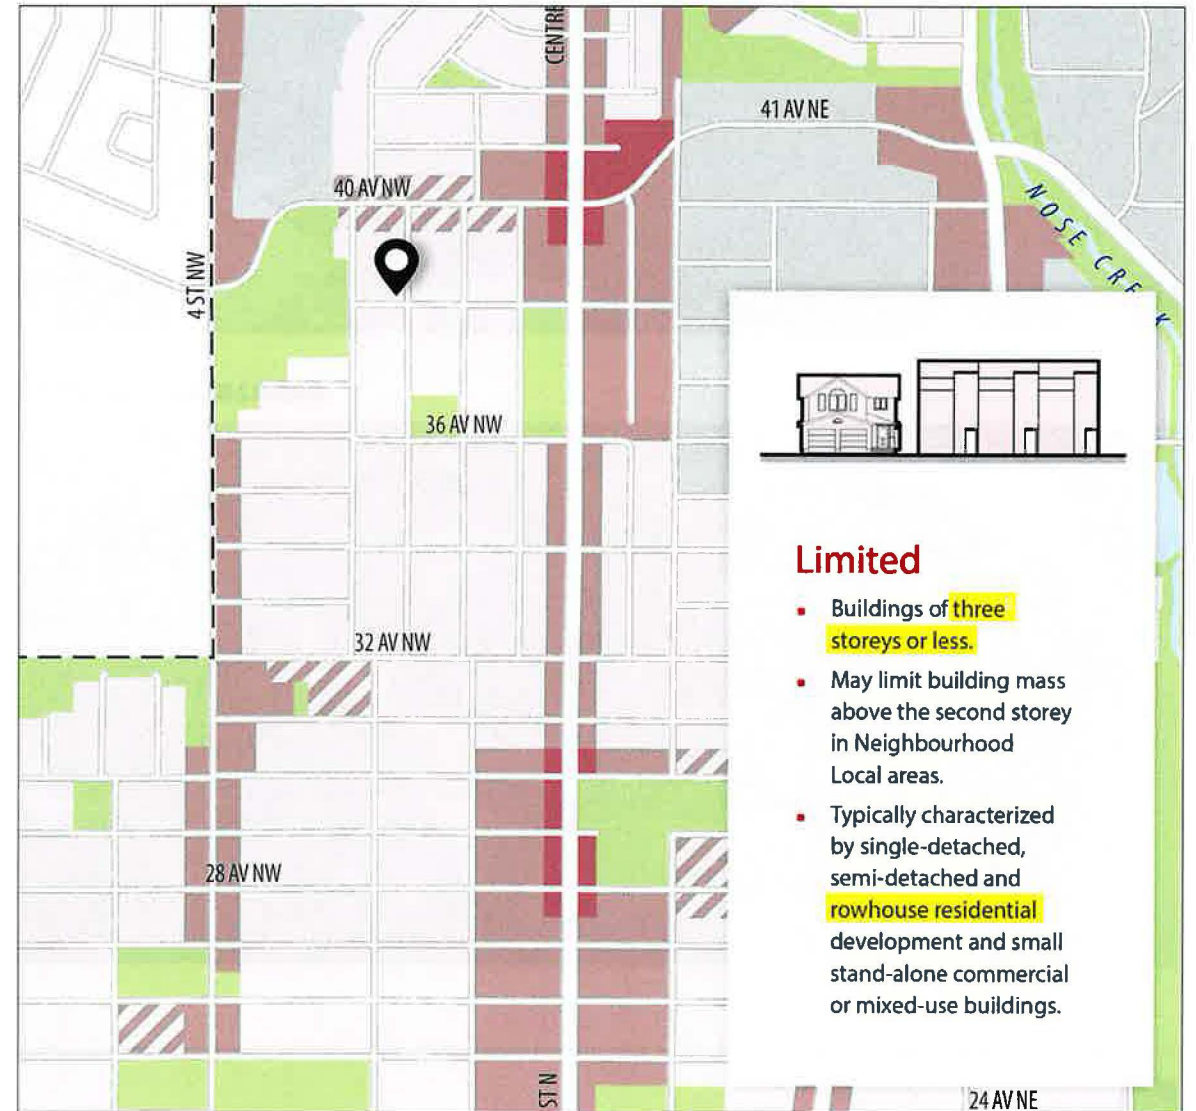 CENTRE
41 AV NE
40 AV NW
NOSE CREEK
4 ST NW
36 AV NW
32 AV NW
28 AV NW
ST N
24 AV NE
Limited
Buildings of three
storeys or less.
May limit building mass
above the second storey
in Neighbourhood
Local areas.
Typically characterized
by single-detached,
semi-detached and
rowhouse residential
development and small
stand-alone commercial
or mixed-use buildings.